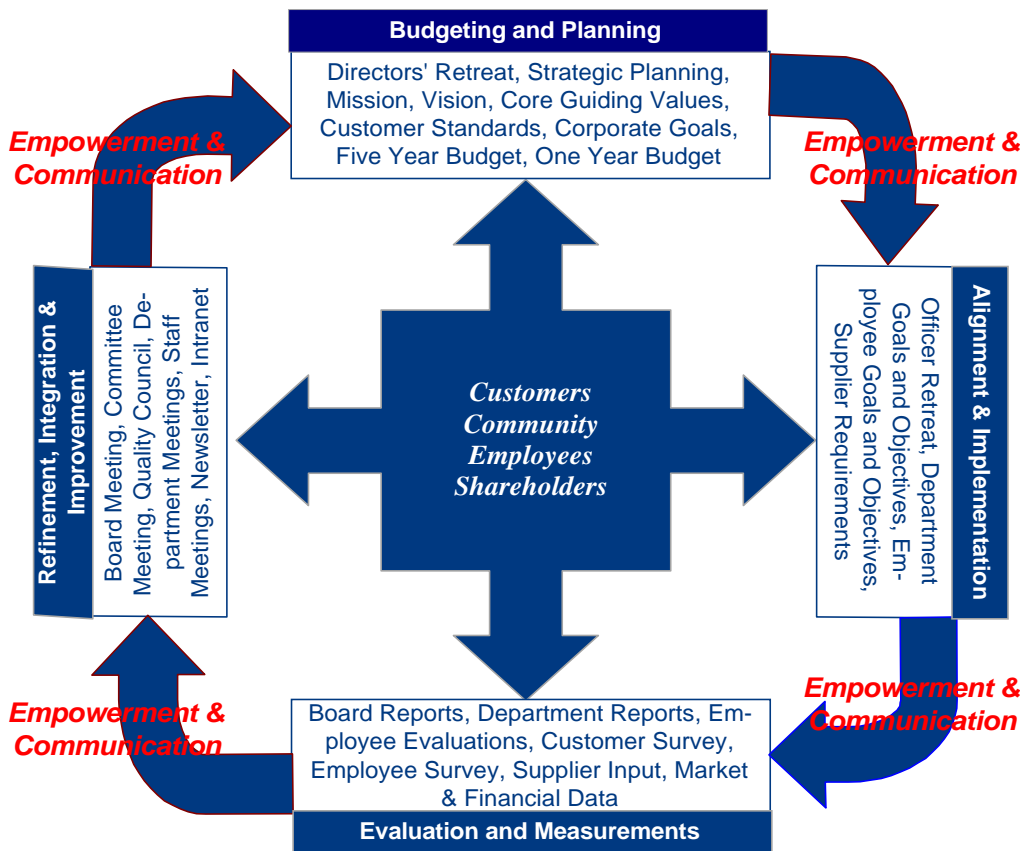 Budgeting and Planning
Directors' Retreat, Strategic Planning,
Mission, Vision, Core Guiding Values,
Customer Standards, Corporate Goals,
Five Year Budget, One Year Budget
Empowerment &
Communication
Empowerment &
Communication
Refinement, Integration &
Improvement
Board Meeting, Committee
Meeting, Quality Council, De-
partment Meetings, Staff
Meetings, Newsletter, Intranet
Customers
Community
Employees
Shareholders
Alignment & Implementation
Officer Retreat, Department
Goals and Objectives, Em-
ployee Goals and Objectives,
Supplier Requirements
Empowerment &
Communication
Empowerment &
Communication
Board Reports, Department Reports, Em-
ployee Evaluations, Customer Survey,
Employee Survey, Supplier Input, Market
& Financial Data
Evaluation and Measurements